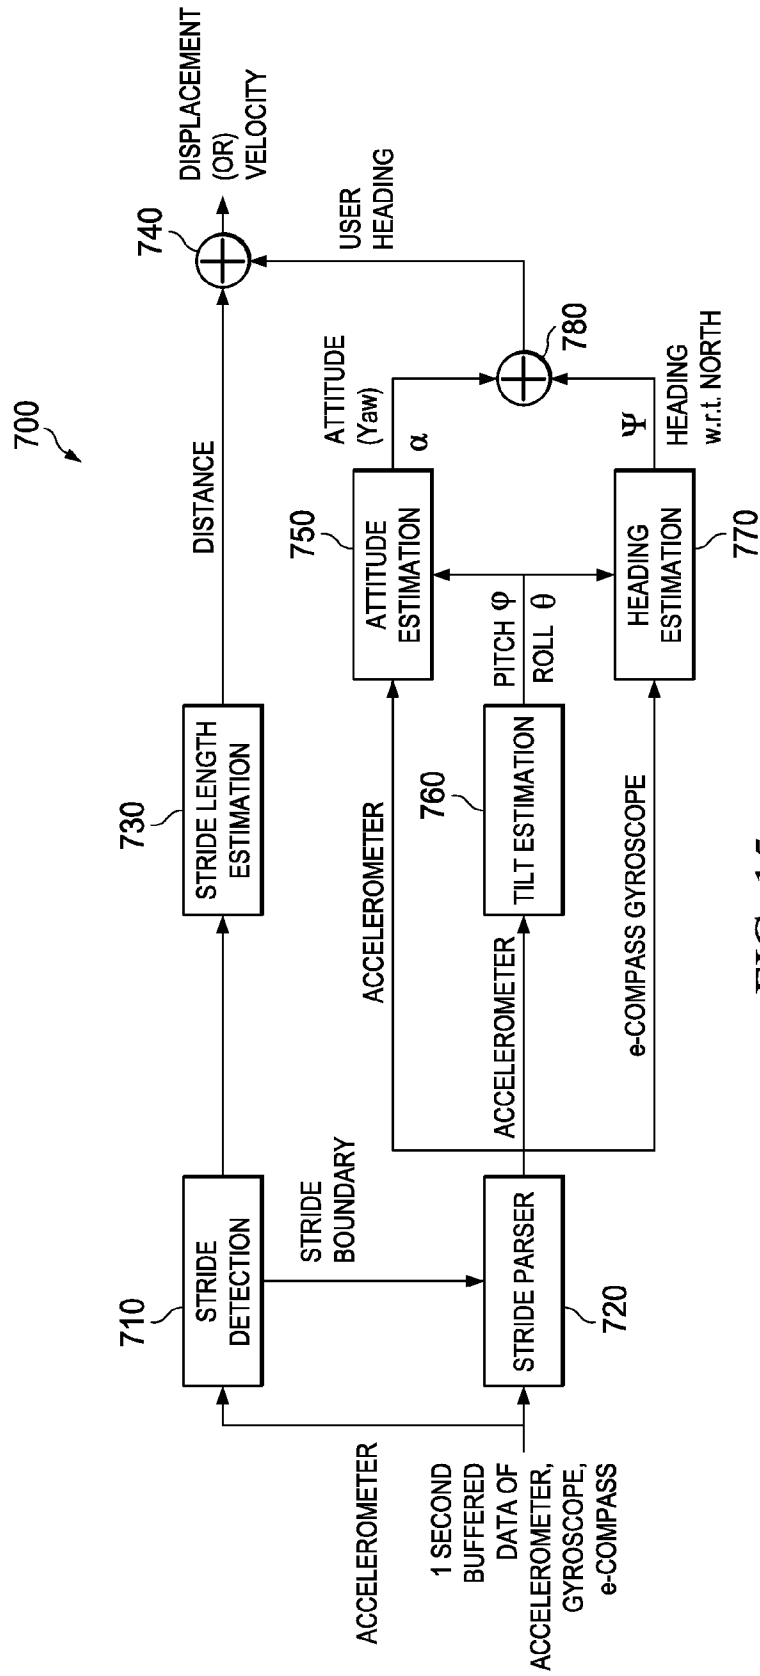 700
ACCELEROMETER
1 SECOND
BUFFERED
DATA OF
ACCELEROMETER,
GYROSCOPE,
e-COMPASS
710
STRIDE
DETECTION
STRIDE
BOUNDARY
STRIDE PARSER
720
730
STRIDE LENGTH
ESTIMATION
DISTANCE
740
DISPLACEMENT
(OR)
VELOCITY
ACCELEROMETER
ACCELEROMETER
e-COMPASS GYROSCOPE
760
TILT ESTIMATION
PITCH φ
ROLL θ
750
ATTITUDE
ESTIMATION
ATTITUDE
(Yaw)
α
HEADING
ESTIMATION
770
Ψ
HEADING
w.r.t. NORTH
780
USER
HEADING